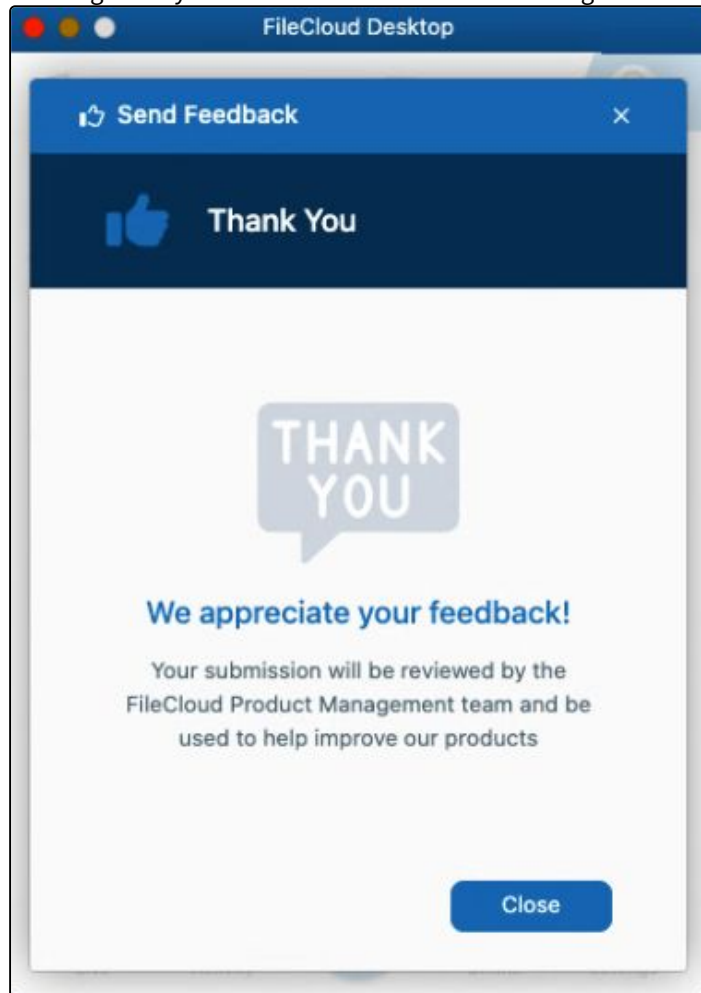 FileCloud Desktop
Send Feedback
Thank You
THANK
YOU
We appreciate your feedback!
Your submission will be reviewed by the
FileCloud Product Management team and be
used to help improve our products
Close